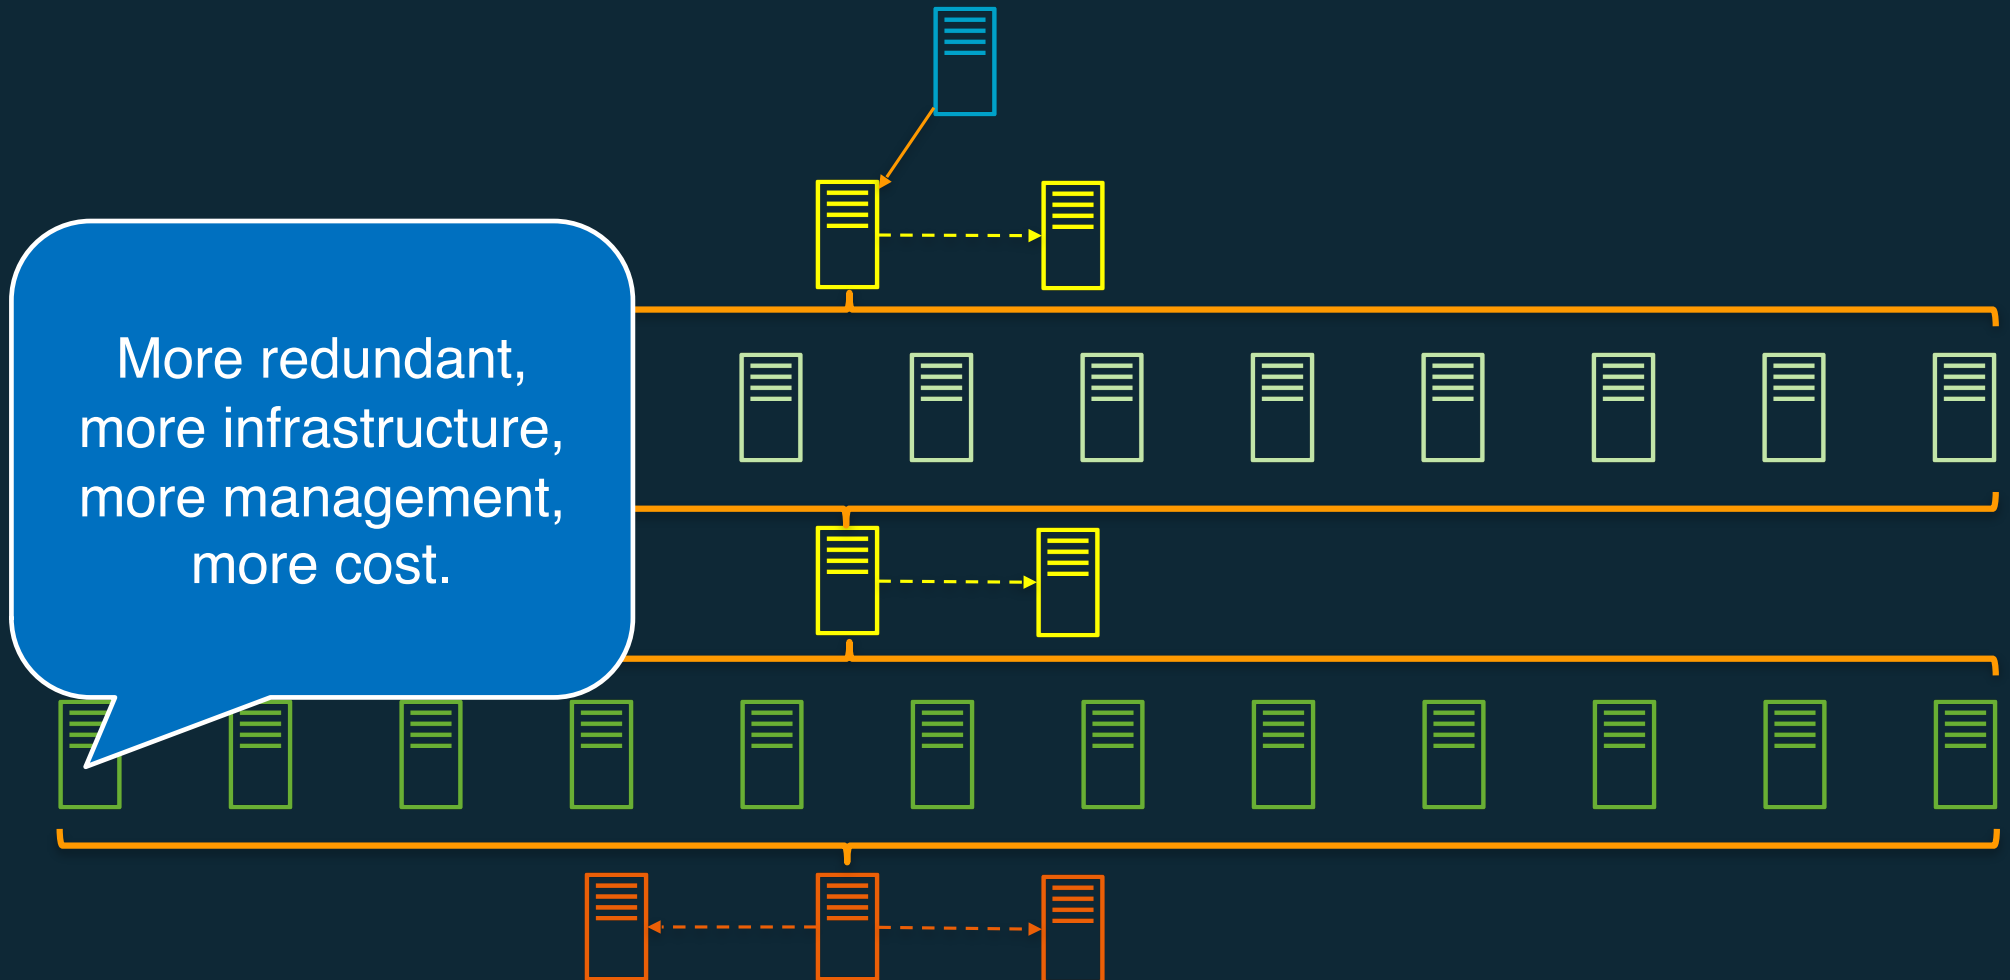 More redundant,
more infrastructure,
more management,
more cost.